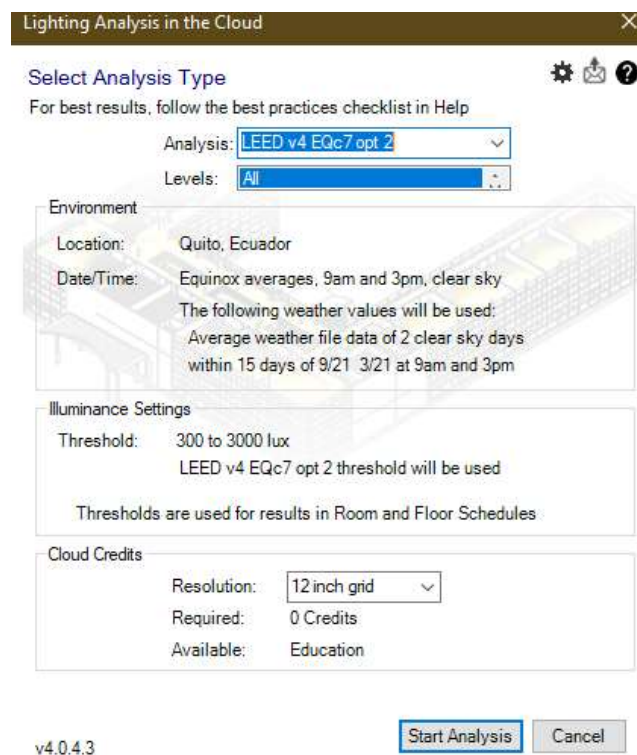 Lighting Analysis in the Cloud
Select Analysis Type
For best results, follow the best practices checklist in Help
Analysis: LEED v4 EQc7 opt 2
Levels: All
Environment
Location: Quito, Ecuador
Date/Time: Equinox averages, 9am and 3pm, clear sky
The following weather values will be used:
Average weather file data of 2 clear sky days
within 15 days of 9/21 3/21 at 9am and 3pm
Illuminance Settings
Threshold: 300 to 3000 lux
LEED v4 EQc7 opt 2 threshold will be used
Thresholds are used for results in Room and Floor Schedules
Cloud Credits
Resolution: 12 inch grid
Required: 0 Credits
Available: Education
v4.0.4.3 Start Analysis Cancel